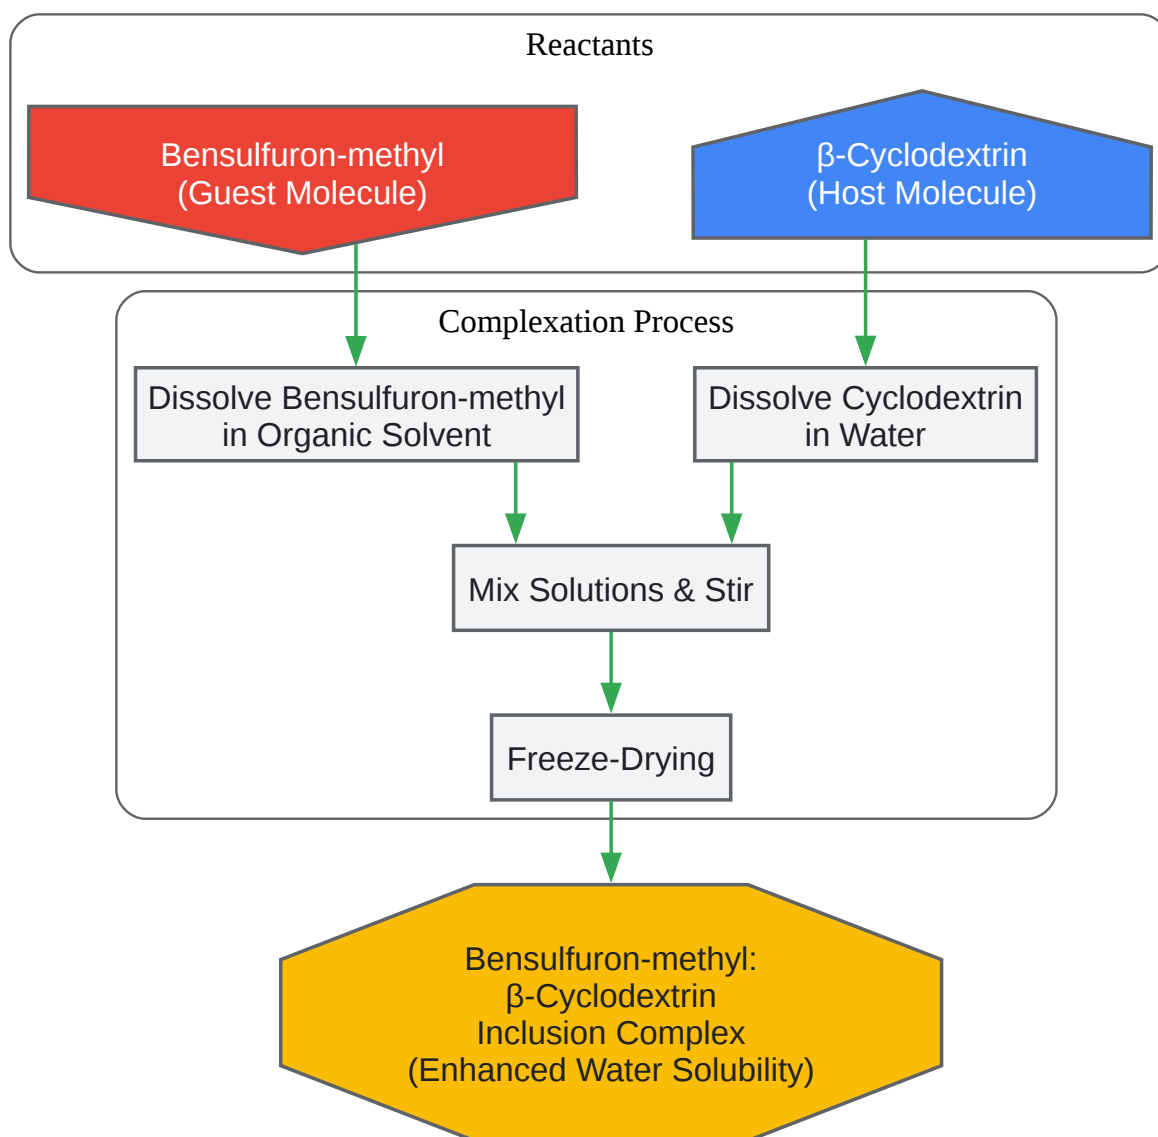 Reactants
Bensulfuron-methyl
(Guest Molecule)
β-Cyclodextrin
(Host Molecule)
Complexation Process
Dissolve Bensulfuron-methyl
in Organic Solvent
Dissolve Cyclodextrin
in Water
Mix Solutions & Stir
Freeze-Drying
Bensulfuron-methyl:
β-Cyclodextrin
Inclusion Complex
(Enhanced Water Solubility)